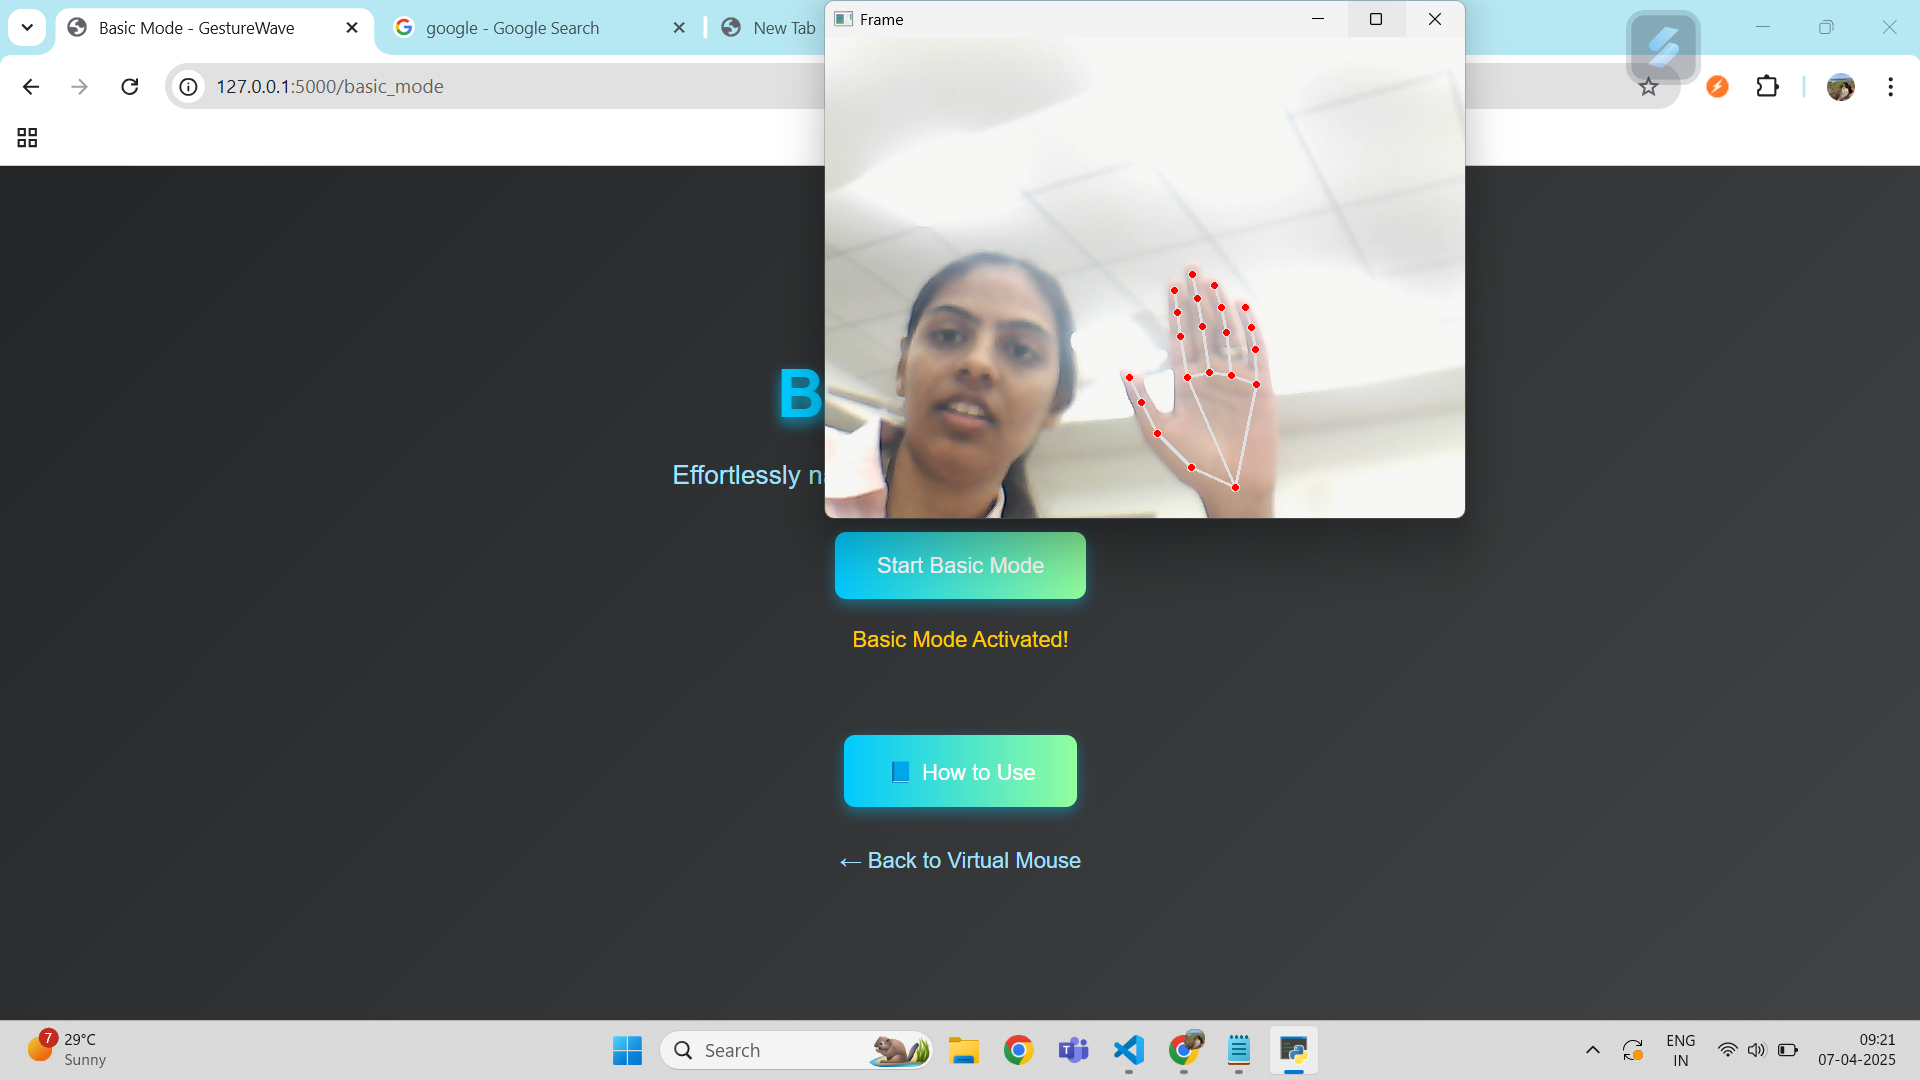 Basic Mode - GestureWave
google - Google Search
New Tab
Frame
127.0.0.1:5000/basic_mode
B
Effortlessly
Start Basic Mode
Basic Mode Activated!
How to Use
← Back to Virtual Mouse
7
29°C
Sunny
Search
ENG
IN
09:21
07-04-2025